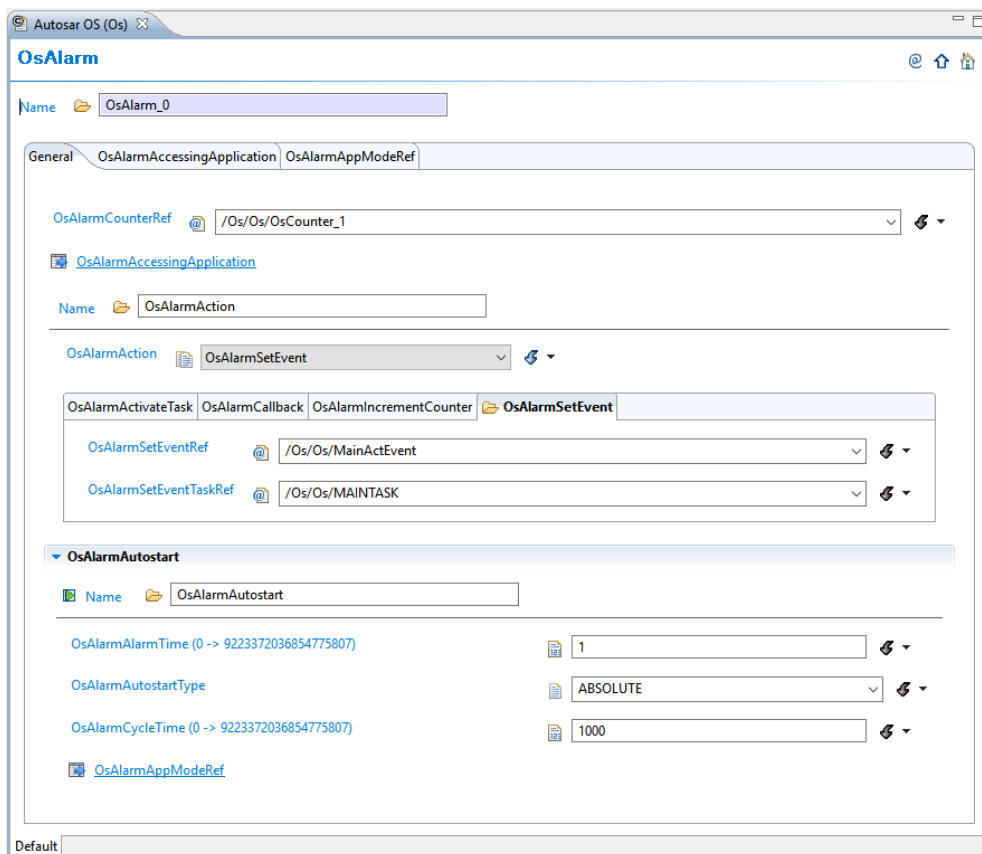 Autosar OS (Os)
OsAlarm
Name OsAlarm_0
General OsAlarmAccessingApplication OsAlarmAppModeRef
OsAlarmCounterRef /Os/Os/OsCounter_1
OsAlarmAccessingApplication
Name OsAlarmAction
OsAlarmAction OsAlarmSetEvent
OsAlarmActivateTask OsAlarmCallback OsAlarmIncrementCounter OsAlarmSetEvent
OsAlarmSetEventRef /Os/Os/MainActEvent
OsAlarmSetEventTaskRef /Os/Os/MAINTASK
OsAlarmAutostart
Name OsAlarmAutostart
OsAlarmAlarmTime (0 -> 9223372036854775807) 1
OsAlarmAutostartType ABSOLUTE
OsAlarmCycleTime (0 -> 9223372036854775807) 1000
OsAlarmAppModeRef
Default